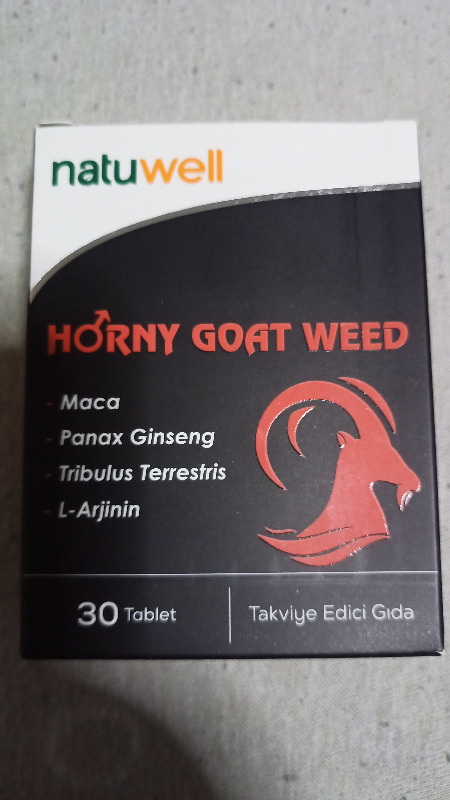 natuwell
HORNY GOAT WEED
- Maca
- Panax Ginseng
- Tribulus Terrestris
- L-Arjinin
30 Tablet
Takviye Edici Gıda